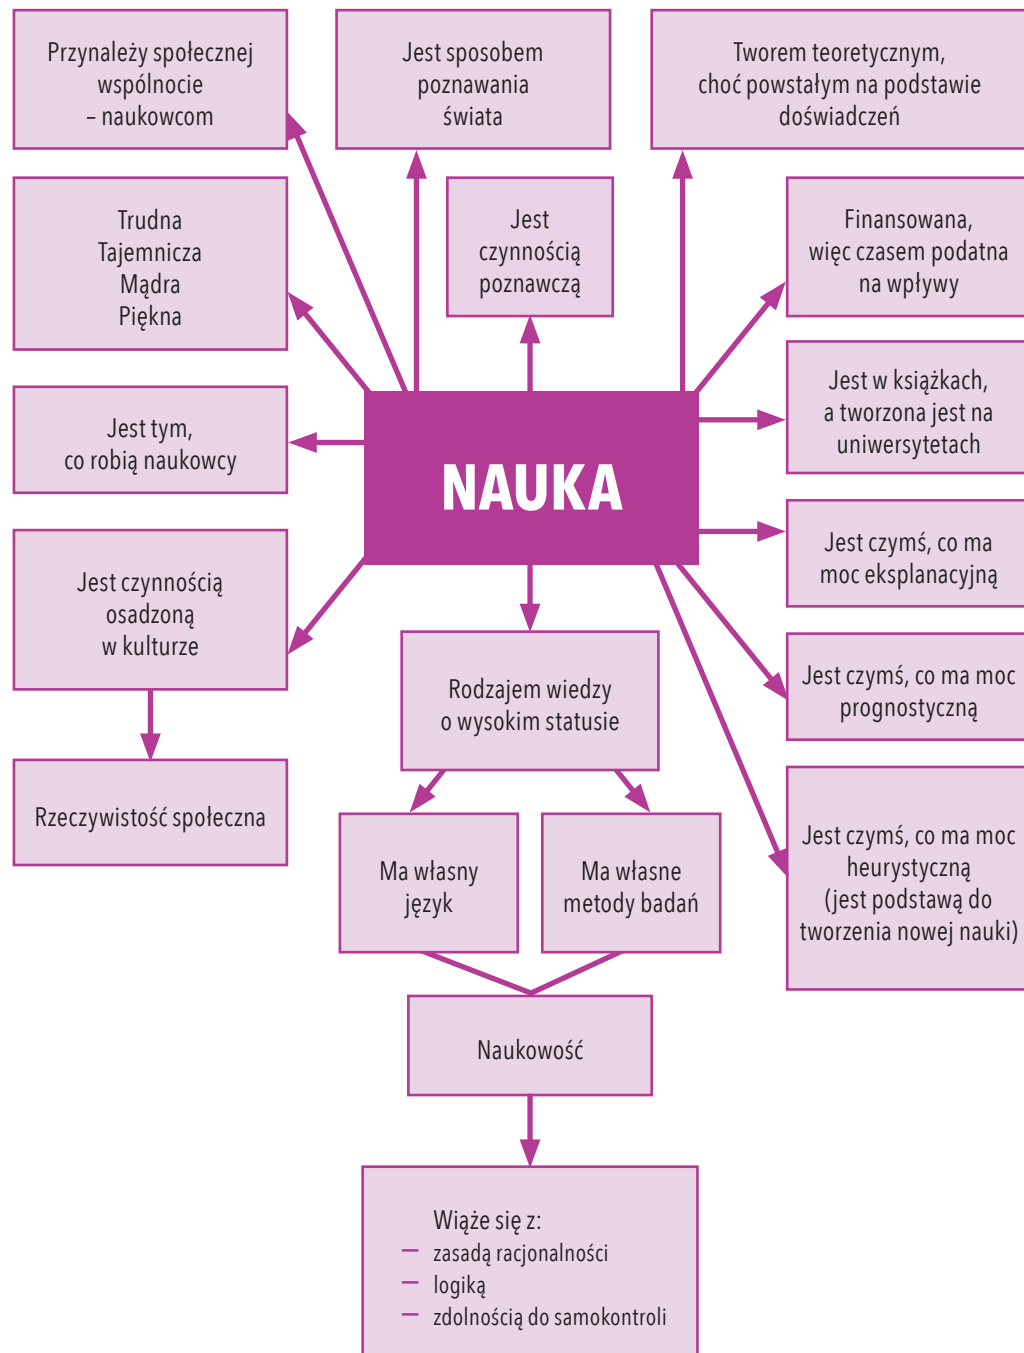 Przynależy społecznej
wspólnocie
– naukowcom
Jest sposobem
poznawania
świata
Tworem teoretycznym,
choć powstałym na podstawie
doświadczeń
Trudna
Tajemnicza
Mądra
Piękna
Jest
czynnością
poznawczą
Finansowana,
więc czasem podatna
na wpływy
Jest tym,
co robią naukowcy
NAUKA
Jest w książkach,
a tworzona jest na
uniwersytetach
Jest czymś, co ma
moc eksplanacyjną
Jest czynnością
osadzoną
w kulturze
Rodzajem wiedzy
o wysokim statusie
Jest czymś, co ma moc
prognostyczną
Rzeczywistość społeczna
Ma własny
język
Ma własne
metody badań
Jest czymś, co ma moc
heurystyczną
(jest podstawą do
tworzenia nowej nauki)
Naukowość
Wiąże się z:
– zasadą racjonalności
– logiką
– zdolnością do samokontroli